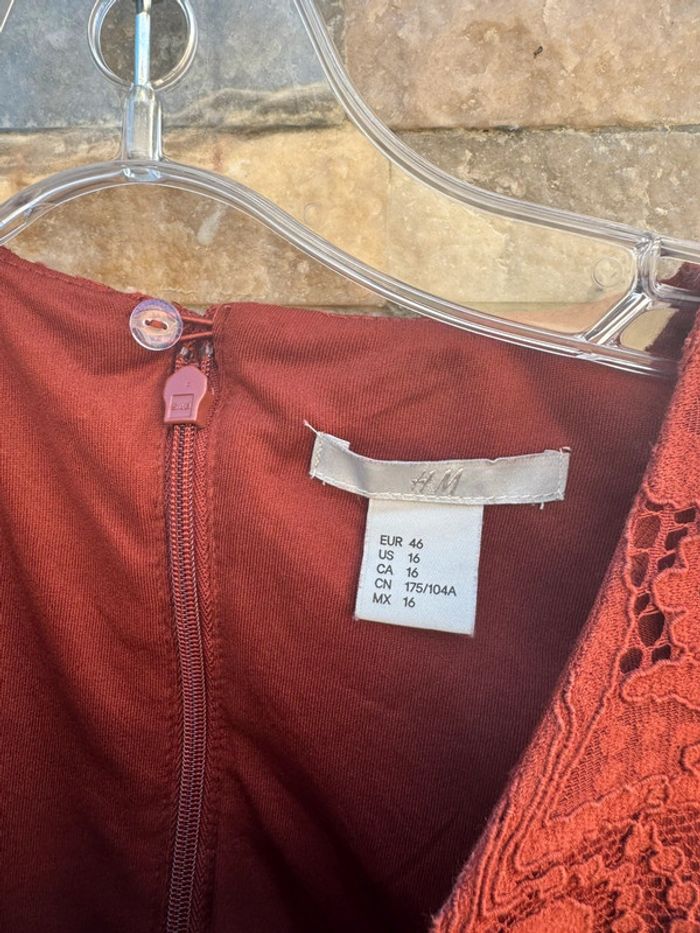 H M
EUR 46
US 16
CA 16
CN 175/104A
MX 16